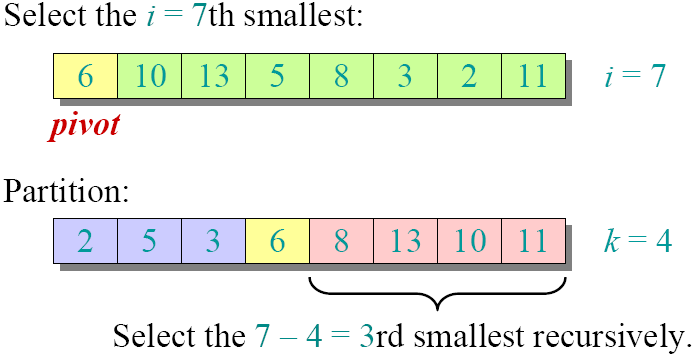 Select the i = 7th smallest:
6 10 13 5 8 3 2 11 i = 7
pivot
Partition:
2 5 3 6 8 13 10 11 k = 4
Select the 7 – 4 = 3rd smallest recursively.